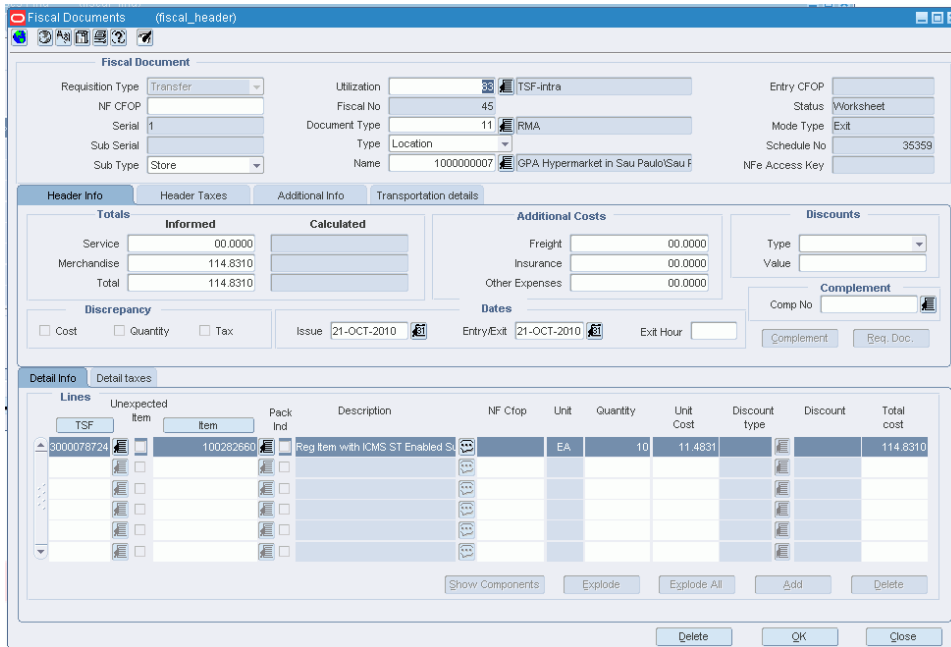 Fiscal Documents (fiscal_header)
Fiscal Document
Requisition Type Transfer
Utilization 83 TSF-intra
Entry CFOP
NF CFOP
Fiscal No 45
Status Worksheet
Serial 1
Document Type 11 RMA
Mode Type Exit
Sub Serial
Type Location
Schedule No 35359
Sub Type Store
Name 1000000007 GPA Hypermarket in Sau Paulo\Sau P
NFe Access Key
Header Info Header Taxes Additional Info Transportation details
Totals
Informed Calculated
Service 00.0000
Merchandise 114.8310
Total 114.8310
Additional Costs
Freight 00.0000
Insurance 00.0000
Other Expenses 00.0000
Discounts
Type
Value
Complement
Comp No
Complement Req. Doc.
Discrepancy
Cost Quantity Tax
Dates
Issue 21-OCT-2010 Entry/Exit 21-OCT-2010 Exit Hour
Detail Info Detail taxes
Lines
TSF Unexpected Item Item Pack Ind Description NF Cfop Unit Quantity Unit Cost Discount type Discount Total cost
3000078724 100282660 Reg Item with ICMS ST Enabled Su EA 10 11.4831 114.8310
Show Components Explode Explode All Add Delete
Delete OK Close